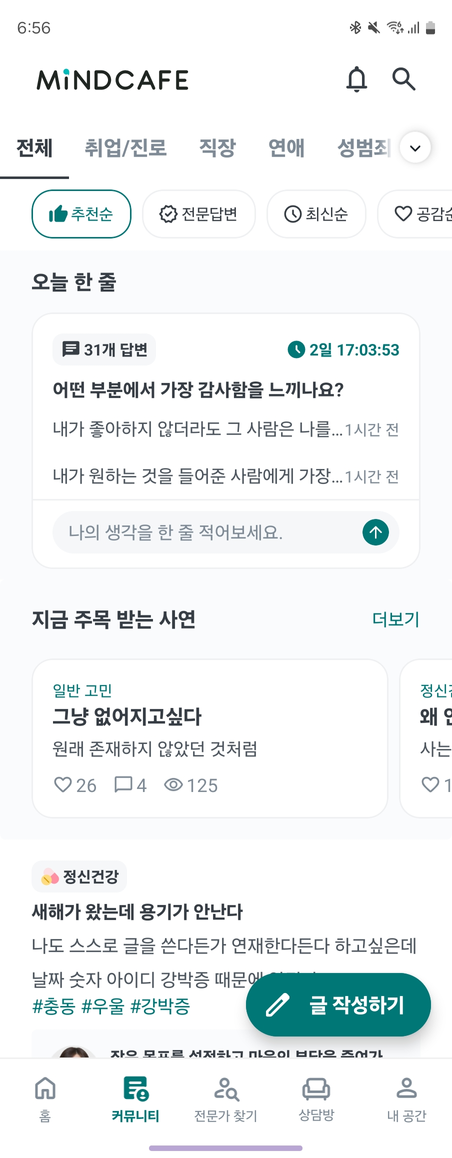 6:56
MiNDCAFE
전체 취업/진로 직장 연애 성범죄
추천순 전문답변 최신순 공감순
오늘 한 줄
31개 답변 2일 17:03:53
어떤 부분에서 가장 감사함을 느끼나요?
내가 좋아하지 않더라도 그 사람은 나를... 1시간 전
내가 원하는 것을 들어준 사람에게 가장... 1시간 전
나의 생각을 한 줄 적어보세요.
지금 주목 받는 사연 더보기
일반 고민 정신건
그냥 없어지고싶다 왜
원래 존재하지 않았던 것처럼 사는
26 4 125 1
정신건강
새해가 왔는데 용기가 안난다
나도 스스로 글을 쓴다든가 연재한다든다 하고싶은데
날짜 숫자 아이디 강박증 때문에
#충동 #우울 #강박증
글 작성하기
작은 목표를 설정하고 마음의 부담을 줄여가
홈 커뮤니티 전문가 찾기 상담방 내 공간